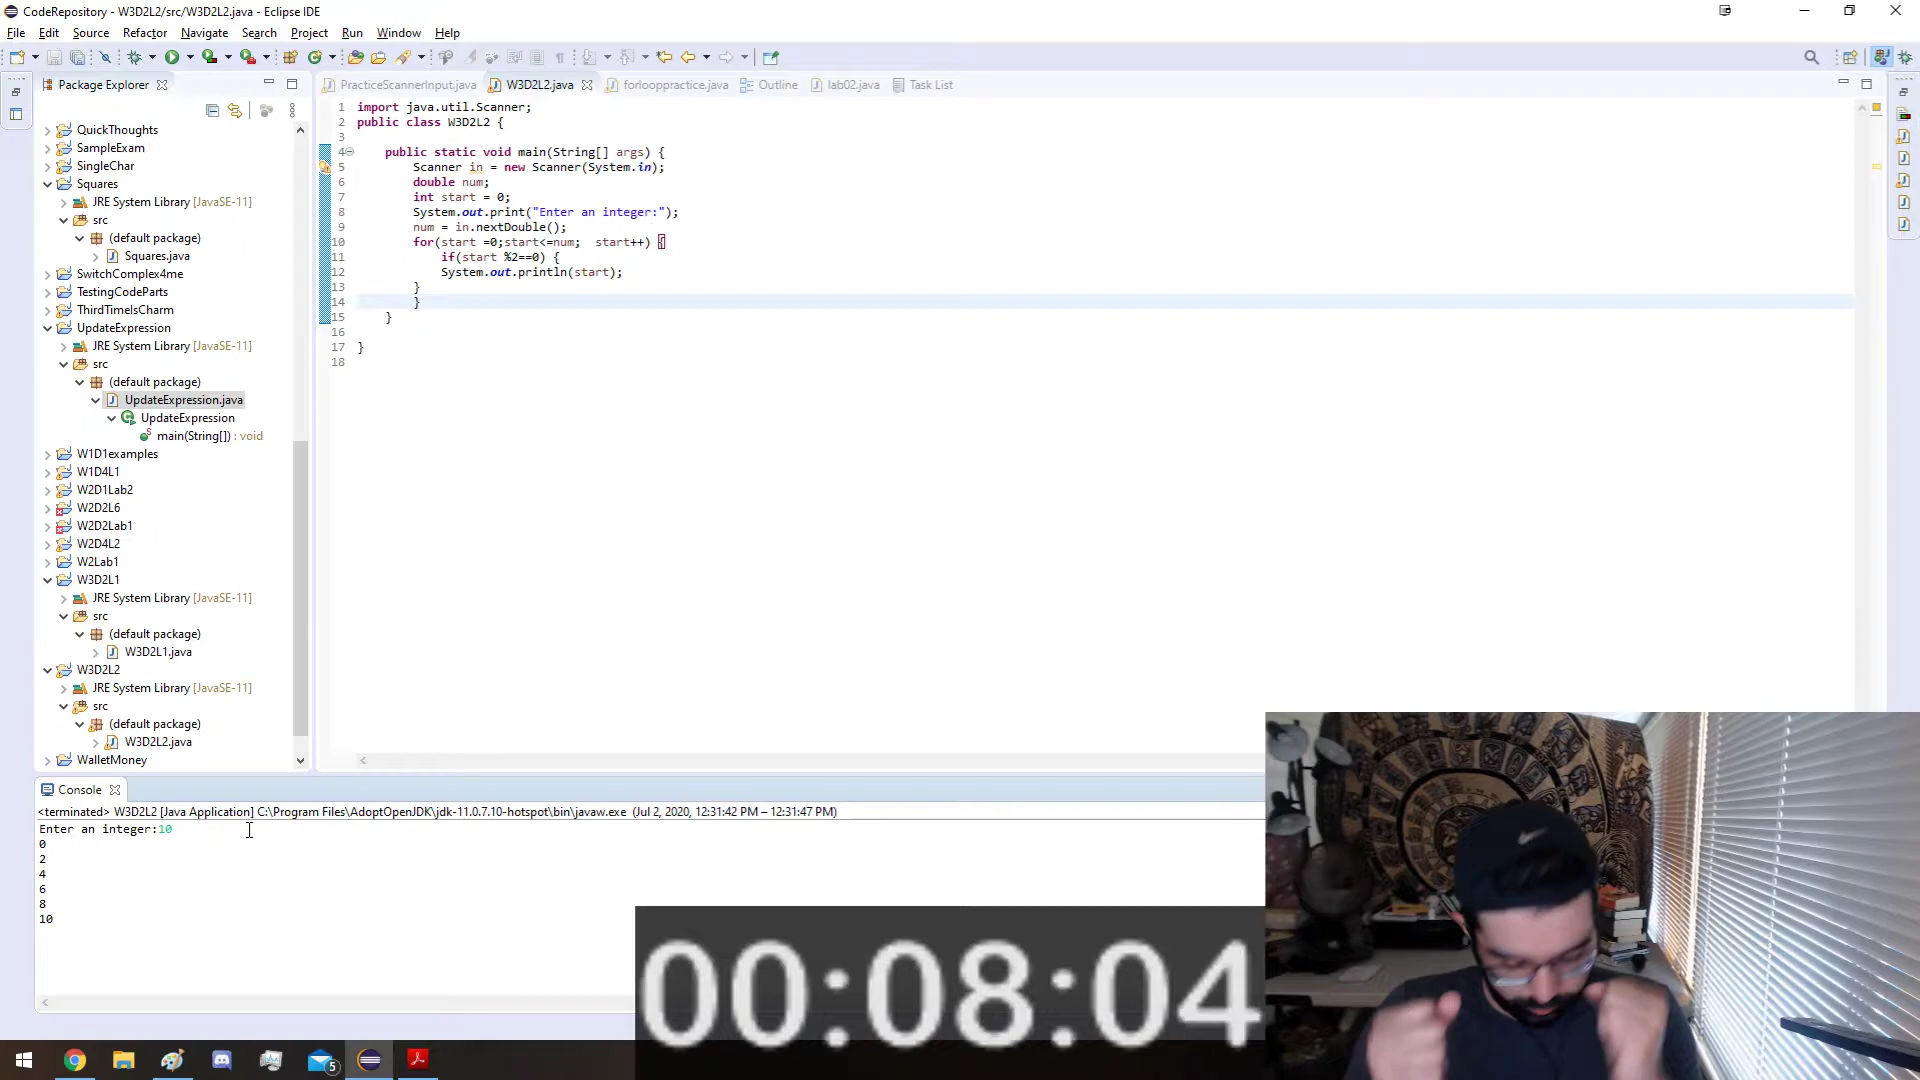 CodeRepository - W3D2L2/src/W3D2L2.java - Eclipse IDE
File Edit Source Refactor Navigate Search Project Run Window Help
Package Explorer
PracticeScannerInput.java W3D2L2.java forlooppractice.java Outline lab02.java Task List
QuickThoughts
SampleExam
SingleChar
Squares
JRE System Library [JavaSE-11]
src
(default package)
Squares.java
SwitchComplex4me
TestingCodeParts
ThirdTimeIsCharm
UpdateExpression
JRE System Library [JavaSE-11]
src
(default package)
UpdateExpression.java
UpdateExpression
main(String[]) : void
W1D1examples
W1D4L1
W2D1Lab2
W2D2L6
W2D2Lab1
W2D4L2
W2Lab1
W3D2L1
JRE System Library [JavaSE-11]
src
(default package)
W3D2L1.java
W3D2L2
JRE System Library [JavaSE-11]
src
(default package)
W3D2L2.java
WalletMoney
1 import java.util.Scanner;
2 public class W3D2L2 {
3
4 public static void main(String[] args) {
5 Scanner in = new Scanner(System.in);
6 double num;
7 int start = 0;
8 System.out.print("Enter an integer:");
9 num = in.nextDouble();
10 for(start =0;start<=num; start++) {
11 if(start %2==0) {
12 System.out.println(start);
13 }
14 }
15 }
16
17 }
18
Console
<terminated> W3D2L2 [Java Application] C:\Program Files\AdoptOpenJDK\jdk-11.0.7.10-hotspot\bin\javaw.exe (Jul 2, 2020, 12:31:42 PM – 12:31:47 PM)
Enter an integer:10
0
2
4
6
8
10
00:08:04
5